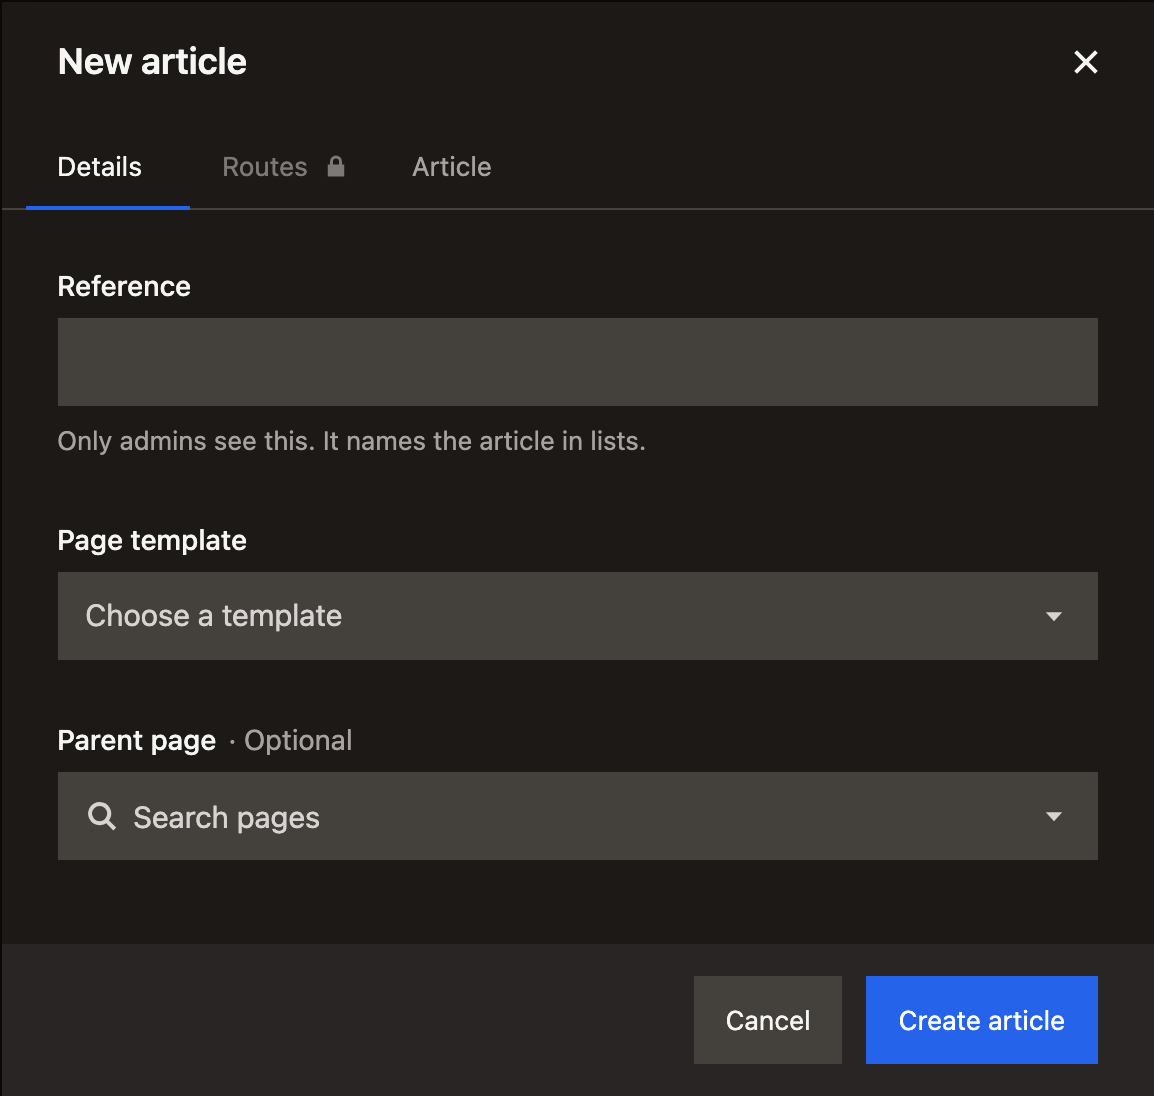 New article
Details
Routes
Article
Reference
Only admins see this. It names the article in lists.
Page template
Choose a template
Parent page · Optional
Search pages
Cancel
Create article